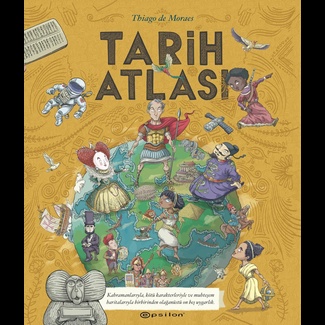 Thiago de Moraes
TARİH
ATLASI
Kahramanlarıyla, kötü karakterleriyle ve muhteşem
haritalarıyla birbirinden olağanüstü on beş uygarlık.
epsilon